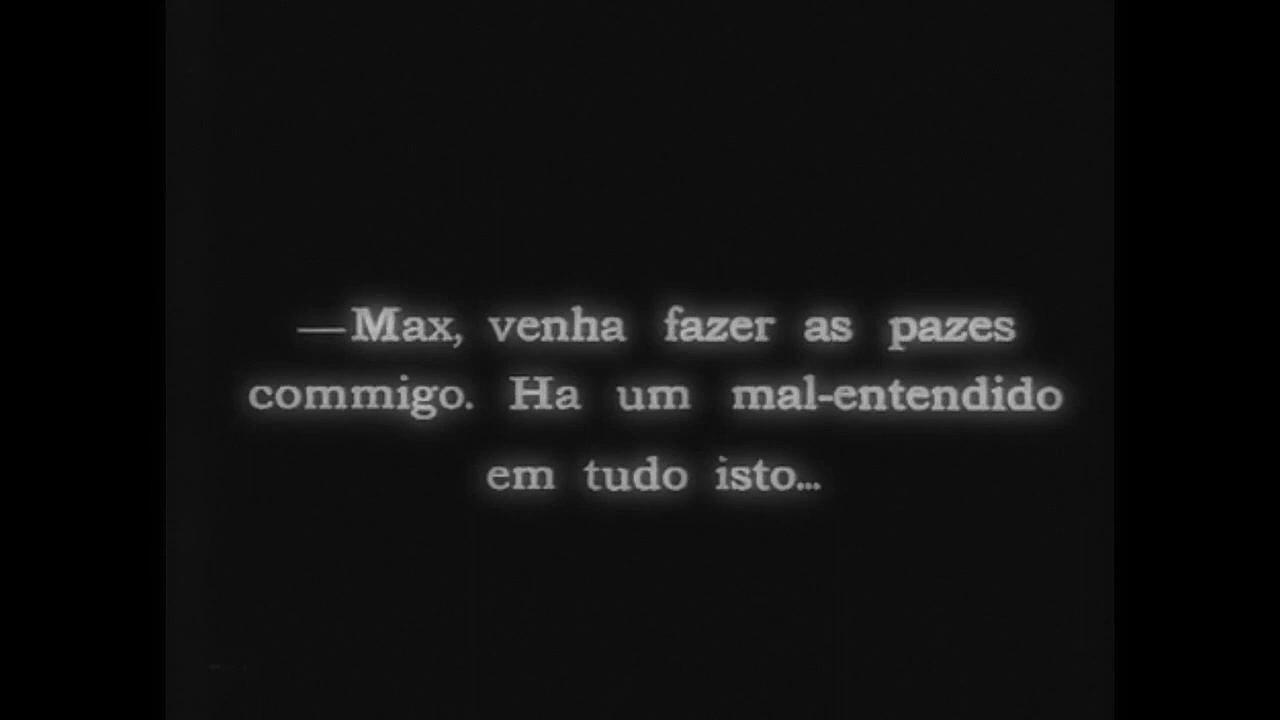 —Max, venha fazer as pazes
commigo. Ha um mal-entendido
em tudo isto...